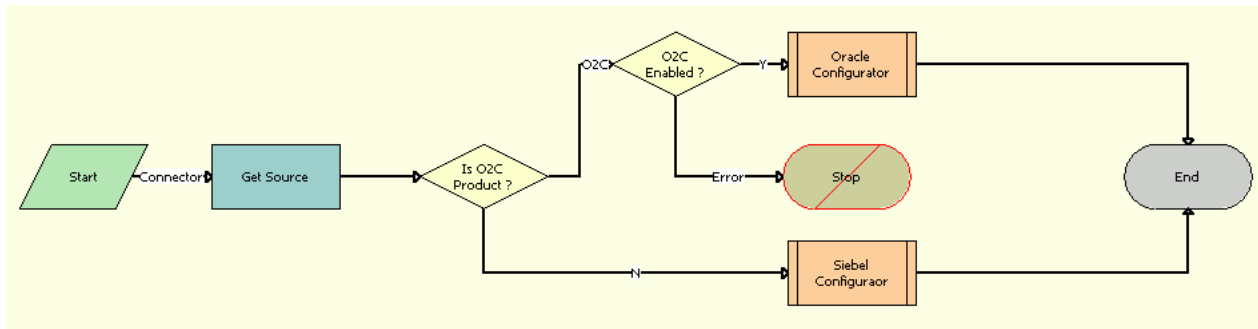 O2C
Enabled ?
O2C
Y
Oracle
Configurator
Start
Connector
Get Source
Is O2C
Product ?
Error
Stop
End
N
Siebel
Configuraor